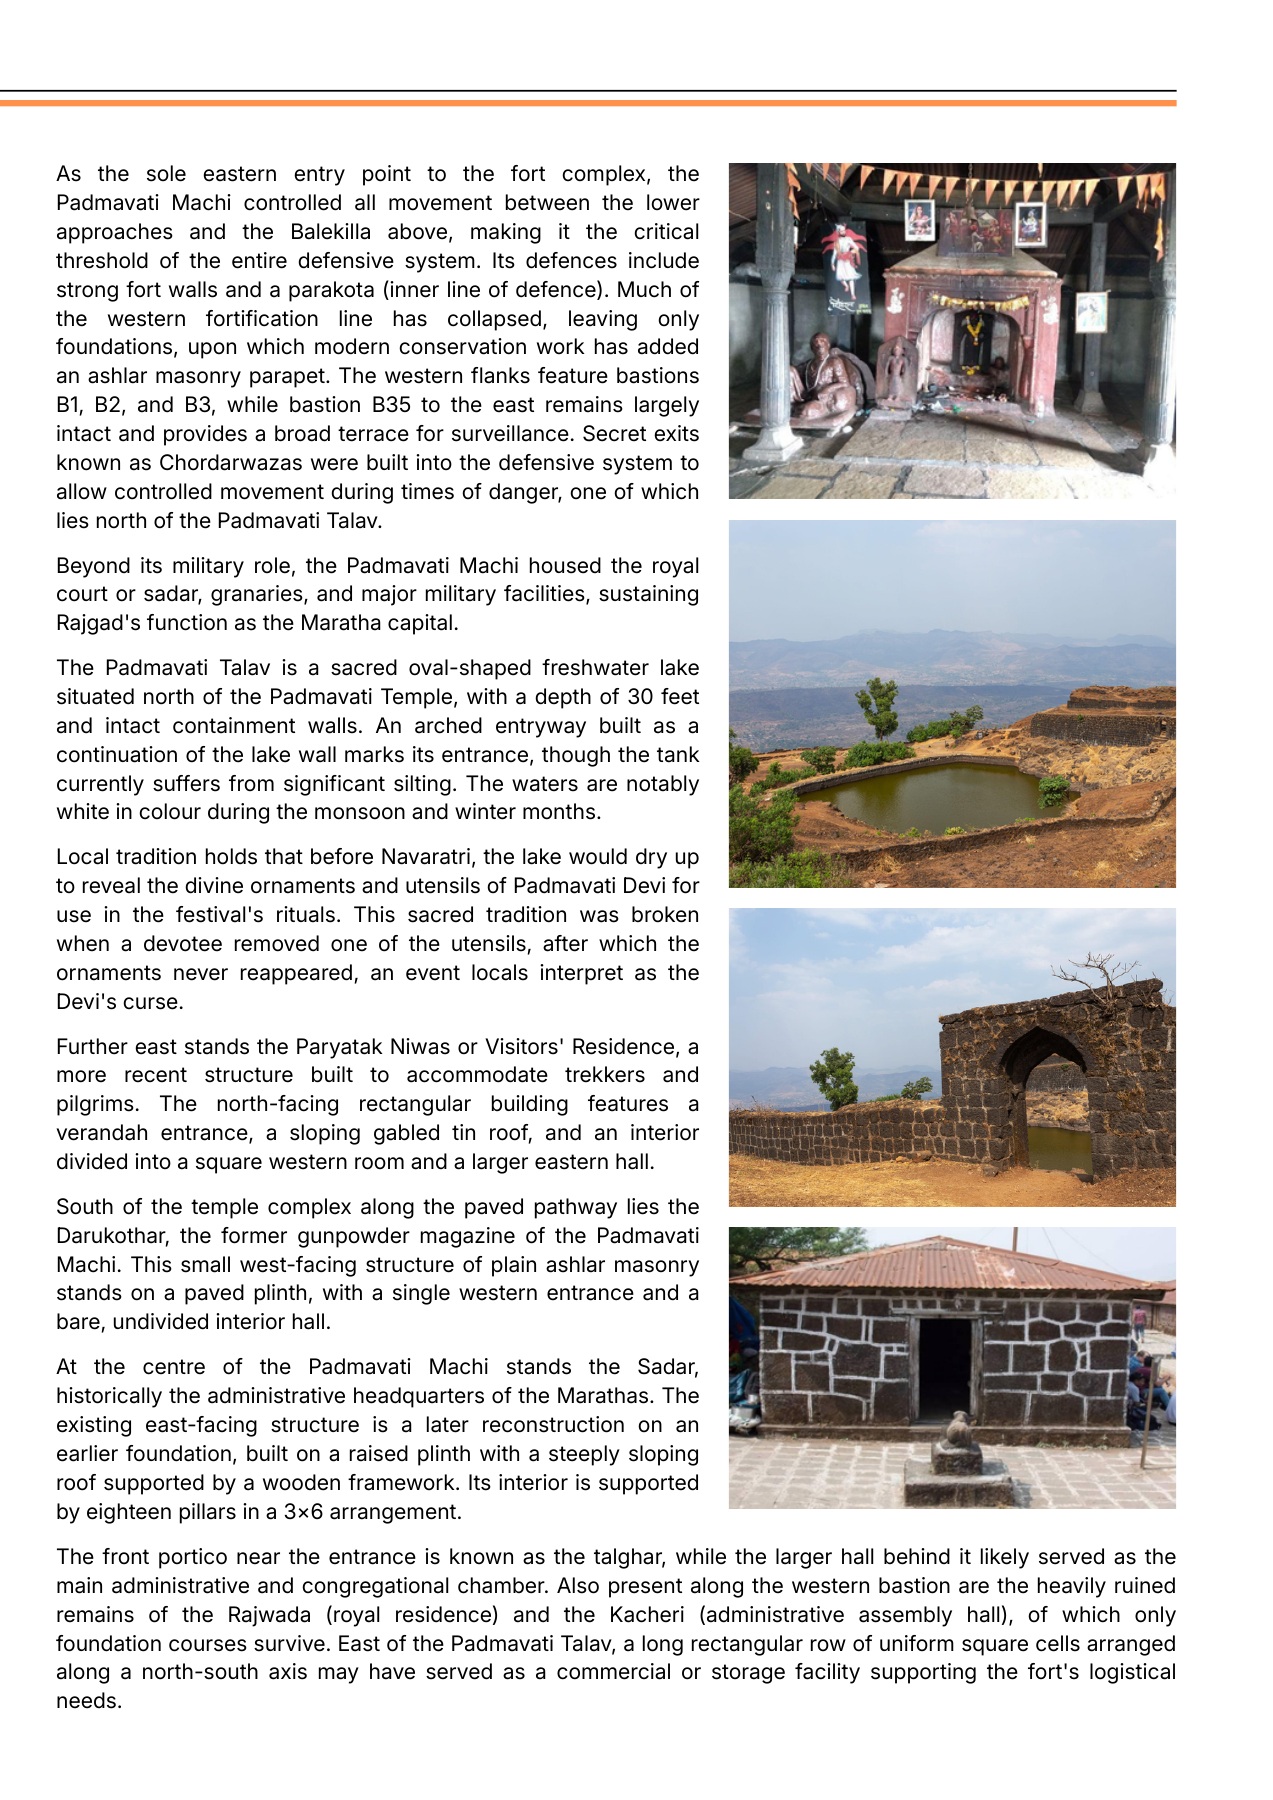 As the sole eastern entry point to the fort complex, the
Padmavati Machi controlled all movement between the lower
approaches and the Balekilla above, making it the critical
threshold of the entire defensive system. Its defences include
strong fort walls and a parakota (inner line of defence). Much of
the western fortification line has collapsed, leaving only
foundations, upon which modern conservation work has added
an ashlar masonry parapet. The western flanks feature bastions
B1, B2, and B3, while bastion B35 to the east remains largely
intact and provides a broad terrace for surveillance. Secret exits
known as Chordarwazas were built into the defensive system to
allow controlled movement during times of danger, one of which
lies north of the Padmavati Talav.
Beyond its military role, the Padmavati Machi housed the royal
court or sadar, granaries, and major military facilities, sustaining
Rajgad's function as the Maratha capital.
The Padmavati Talav is a sacred oval-shaped freshwater lake
situated north of the Padmavati Temple, with a depth of 30 feet
and intact containment walls. An arched entryway built as a
continuation of the lake wall marks its entrance, though the tank
currently suffers from significant silting. The waters are notably
white in colour during the monsoon and winter months.
Local tradition holds that before Navaratri, the lake would dry up
to reveal the divine ornaments and utensils of Padmavati Devi for
use in the festival's rituals. This sacred tradition was broken
when a devotee removed one of the utensils, after which the
ornaments never reappeared, an event locals interpret as the
Devi's curse.
Further east stands the Paryatak Niwas or Visitors' Residence, a
more recent structure built to accommodate trekkers and
pilgrims. The north-facing rectangular building features a
verandah entrance, a sloping gabled tin roof, and an interior
divided into a square western room and a larger eastern hall.
South of the temple complex along the paved pathway lies the
Darukothar, the former gunpowder magazine of the Padmavati
Machi. This small west-facing structure of plain ashlar masonry
stands on a paved plinth, with a single western entrance and a
bare, undivided interior hall.
At the centre of the Padmavati Machi stands the Sadar,
historically the administrative headquarters of the Marathas. The
existing east-facing structure is a later reconstruction on an
earlier foundation, built on a raised plinth with a steeply sloping
roof supported by a wooden framework. Its interior is supported
by eighteen pillars in a 3×6 arrangement.
The front portico near the entrance is known as the talghar, while the larger hall behind it likely served as the
main administrative and congregational chamber. Also present along the western bastion are the heavily ruined
remains of the Rajwada (royal residence) and the Kacheri (administrative assembly hall), of which only
foundation courses survive. East of the Padmavati Talav, a long rectangular row of uniform square cells arranged
along a north-south axis may have served as a commercial or storage facility supporting the fort's logistical
needs.